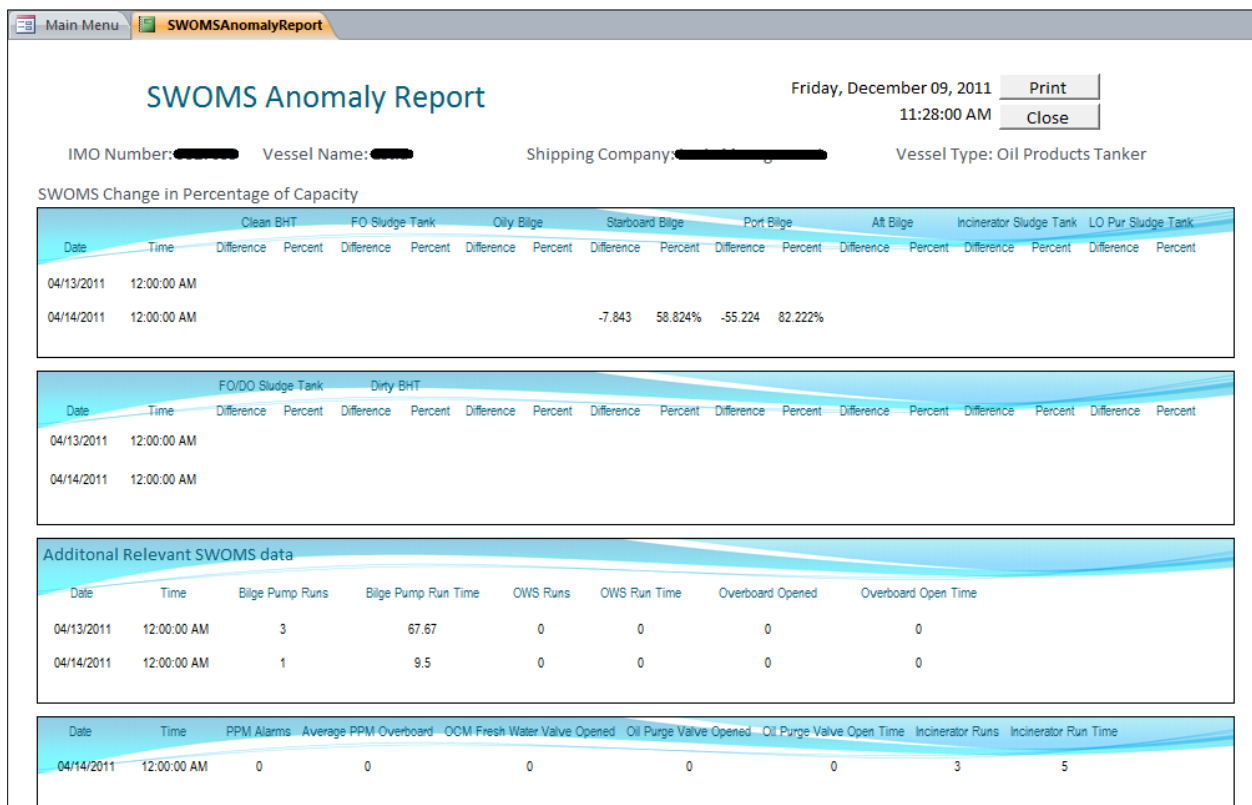 Main Menu SWOMSAnomalyReport
SWOMS Anomaly Report
Friday, December 09, 2011 Print
11:28:00 AM Close
IMO Number: Vessel Name: Shipping Company: Vessel Type: Oil Products Tanker
SWOMS Change in Percentage of Capacity
Clean BHT FO Sludge Tank Oily Bilge Starboard Bilge Port Bilge Aft Bilge Incinerator Sludge Tank LO Pur Sludge Tank
Date Time Difference Percent Difference Percent Difference Percent Difference Percent Difference Percent Difference Percent Difference Percent Difference Percent
04/13/2011 12:00:00 AM
04/14/2011 12:00:00 AM -7.843 58.824% -55.224 82.222%
FO/DO Sludge Tank Dirty BHT
Date Time Difference Percent Difference Percent Difference Percent Difference Percent Difference Percent Difference Percent Difference Percent Difference Percent
04/13/2011 12:00:00 AM
04/14/2011 12:00:00 AM
Additonal Relevant SWOMS data
Date Time Bilge Pump Runs Bilge Pump Run Time OWS Runs OWS Run Time Overboard Opened Overboard Open Time
04/13/2011 12:00:00 AM 3 67.67 0 0 0 0
04/14/2011 12:00:00 AM 1 9.5 0 0 0 0
Date Time PPM Alarms Average PPM Overboard OCM Fresh Water Valve Opened Oil Purge Valve Opened Oil Purge Valve Open Time Incinerator Runs Incinerator Run Time
04/14/2011 12:00:00 AM 0 0 0 0 0 3 5